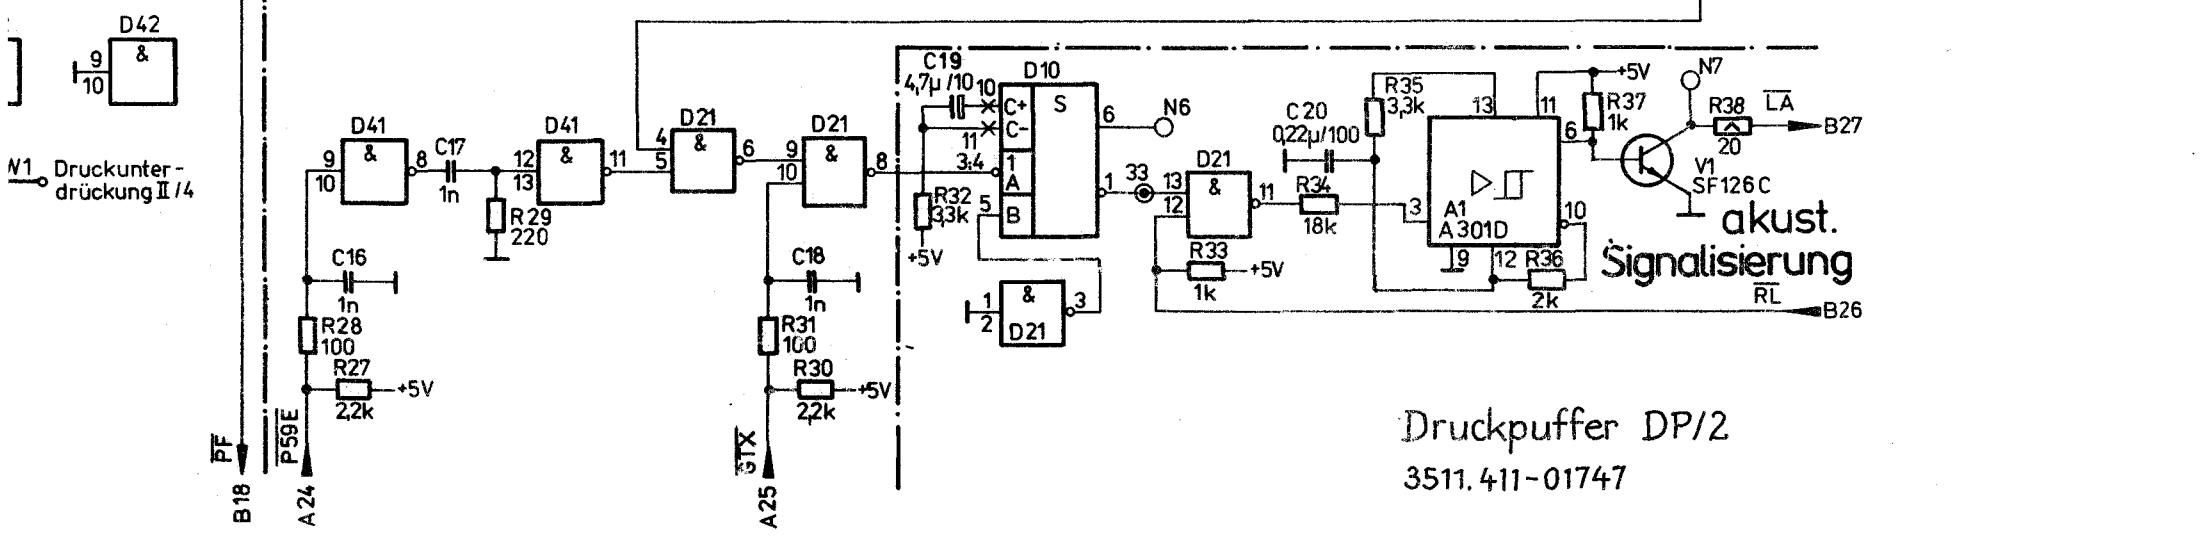 D42
&
9
10
W1
Druckunter-
drückung II/4
D41
&
9
10
8
C17
1n
D41
&
12
13
11
R29
220
D21
&
4
5
6
D21
&
9
10
8
C16
1n
R28
100
R27
+5V
2,2k
C18
1n
R31
100
R30
+5V
2,2k
PF
B18
P59E
A24
GTX
A25
C19
4,7µ/10
10
11
3;4
D10
S
C+
C-
1
A
B
5
6
N6
1
33
R32
3,3k
+5V
D21
&
13
12
11
R33
+5V
1k
&
1
2
3
D21
R34
18k
C20
0,22µ/100
R35
3,3k
13
11
+5V
R37
1k
6
3
A1
A301D
10
9
12
R36
2k
N7
R38
20
LA
B27
V1
SF126C
akust.
Signalisierung
RL
B26
Druckpuffer DP/2
3511.411-01747